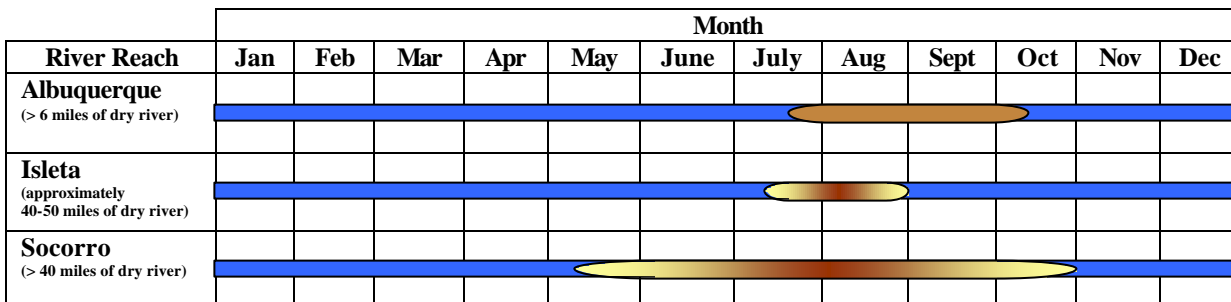 Month
River Reach Jan Feb Mar Apr May June July Aug Sept Oct Nov Dec
Albuquerque
(> 6 miles of dry river)
Isleta
(approximately
40-50 miles of dry river)
Socorro
(> 40 miles of dry river)